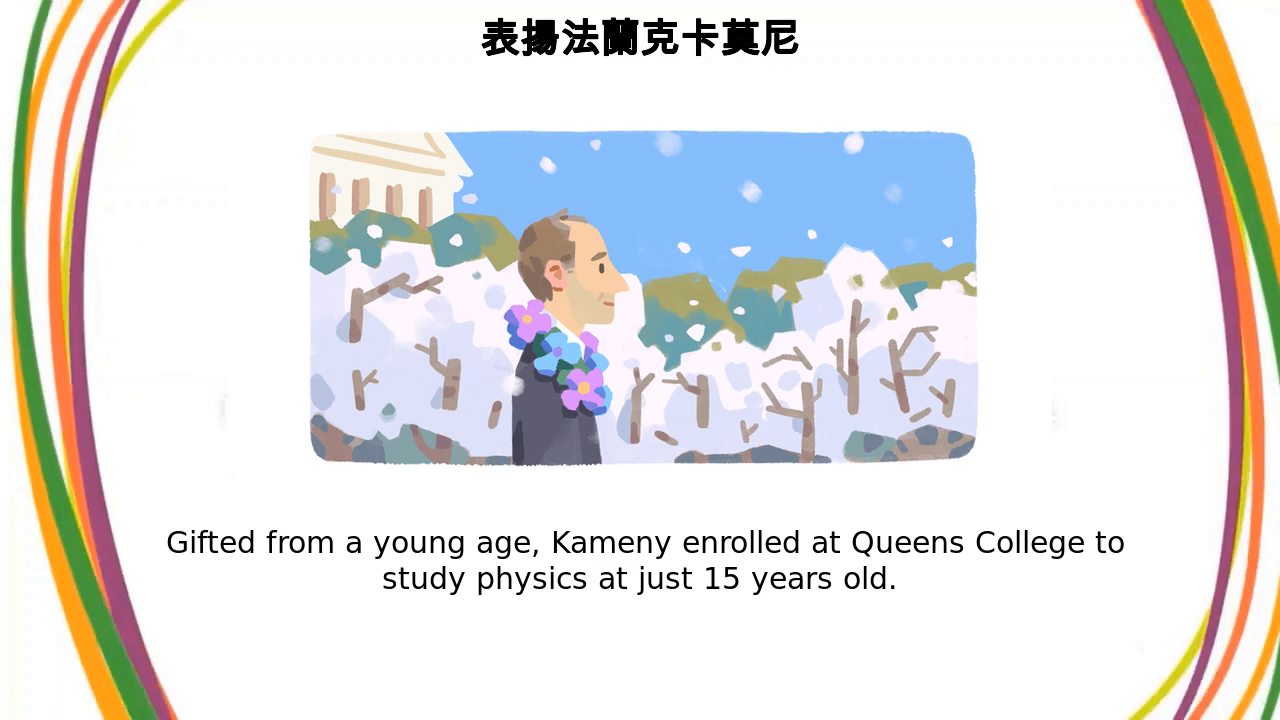 表揚法蘭克卡莫尼
Gifted from a young age, Kameny enrolled at Queens College to
study physics at just 15 years old.